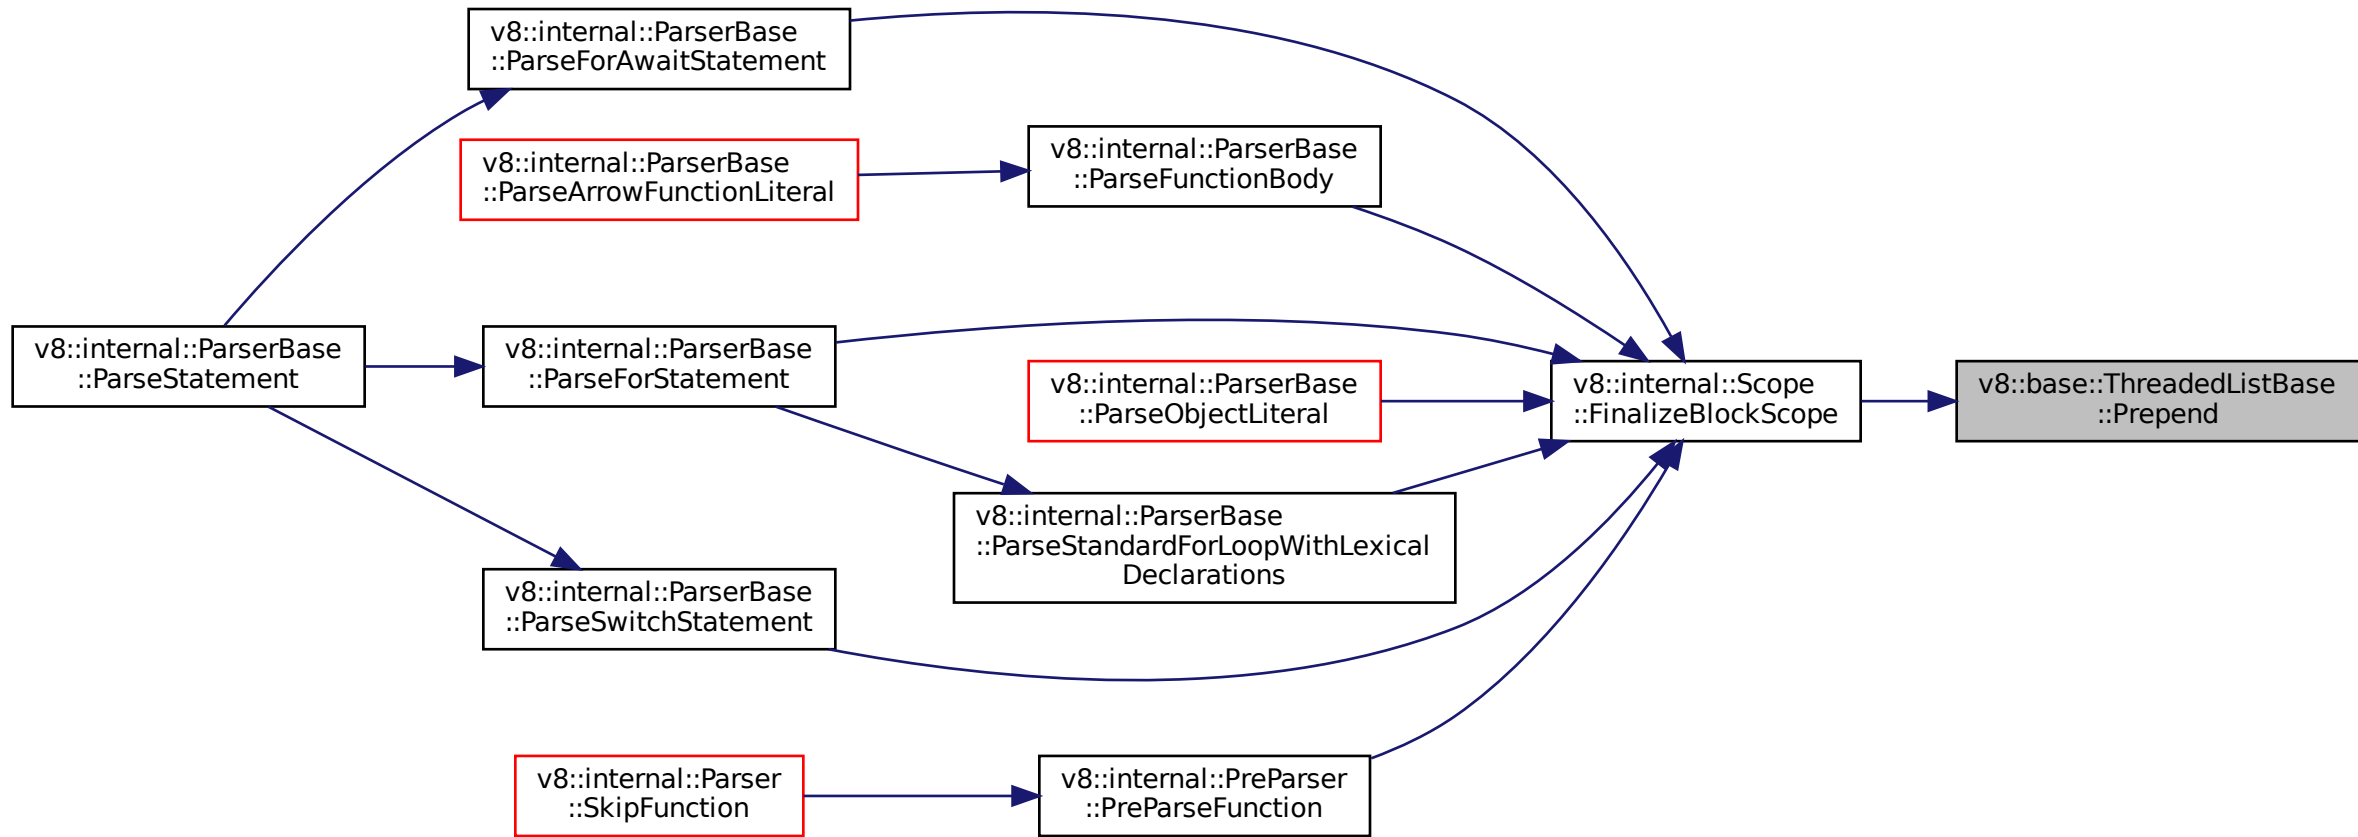 v8::internal::ParserBase
::ParseForAwaitStatement
v8::internal::ParserBase
::ParseArrowFunctionLiteral
v8::internal::ParserBase
::ParseFunctionBody
v8::internal::ParserBase
::ParseStatement
v8::internal::ParserBase
::ParseForStatement
v8::internal::ParserBase
::ParseObjectLiteral
v8::internal::Scope
::FinalizeBlockScope
v8::base::ThreadedListBase
::Prepend
v8::internal::ParserBase
::ParseStandardForLoopWithLexical
Declarations
v8::internal::ParserBase
::ParseSwitchStatement
v8::internal::Parser
::SkipFunction
v8::internal::PreParser
::PreParseFunction